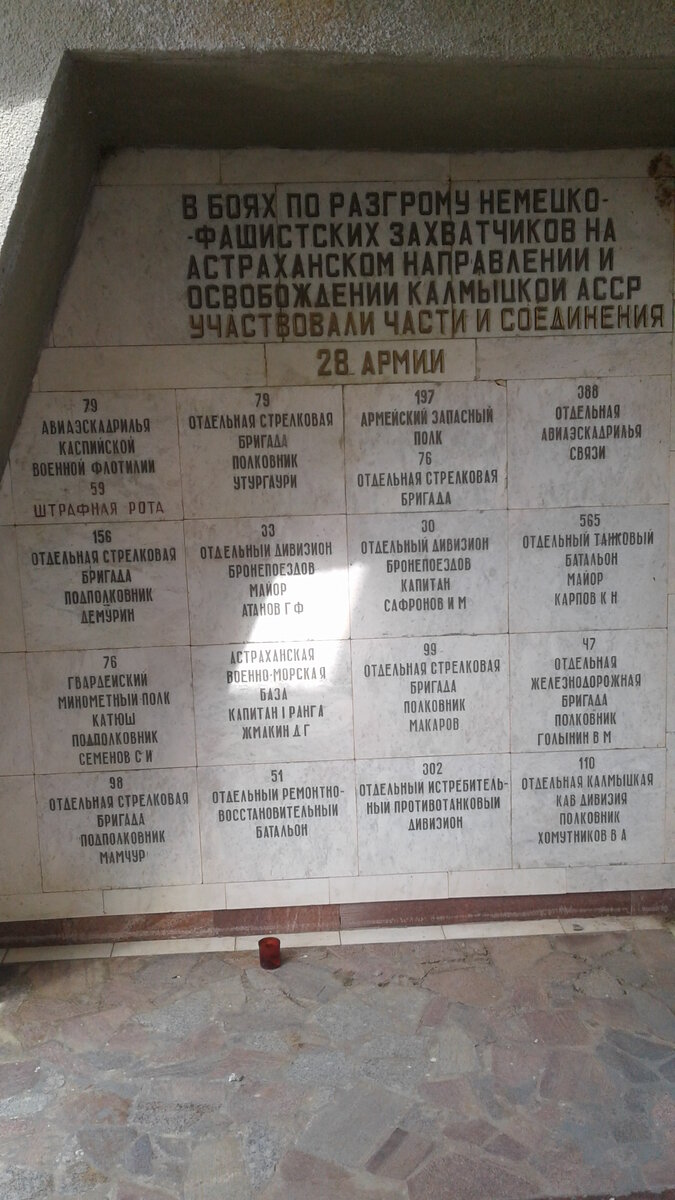 В БОЯХ ПО РАЗГРОМУ НЕМЕЦКО-
-ФАШИСТСКИХ ЗАХВАТЧИКОВ НА
АСТРАХАНСКОМ НАПРАВЛЕНИИ И
ОСВОБОЖДЕНИИ КАЛМЫЦКОЙ АССР
УЧАСТВОВАЛИ ЧАСТИ И СОЕДИНЕНИЯ
28 АРМИИ
79
АВИАЭСКАДРИЛЬЯ
КАСПИЙСКОЙ
ВОЕННОЙ ФЛОТИЛИИ
59
ШТРАФНАЯ РОТА
79
ОТДЕЛЬНАЯ СТРЕЛКОВАЯ
БРИГАДА
ПОЛКОВНИК
УТУРГАУРИ
197
АРМЕЙСКИЙ ЗАПАСНЫЙ
ПОЛК
76
ОТДЕЛЬНАЯ СТРЕЛКОВАЯ
БРИГАДА
388
ОТДЕЛЬНАЯ
АВИАЭСКАДРИЛЬЯ
СВЯЗИ
156
ОТДЕЛЬНАЯ СТРЕЛКОВАЯ
БРИГАДА
ПОДПОЛКОВНИК
ДЕМУРИН
33
ОТДЕЛЬНЫЙ ДИВИЗИОН
БРОНЕПОЕЗДОВ
МАЙОР
АТАНОВ Г Ф
30
ОТДЕЛЬНЫЙ ДИВИЗИОН
БРОНЕПОЕЗДОВ
КАПИТАН
САФРОНОВ И М
565
ОТДЕЛЬНЫЙ ТАНКОВЫЙ
БАТАЛЬОН
МАЙОР
КАРПОВ К Н
76
ГВАРДЕЙСКИЙ
МИНОМЕТНЫЙ ПОЛК
КАТЮШ
ПОДПОЛКОВНИК
СЕМЕНОВ С И
АСТРАХАНСКАЯ
ВОЕННО-МОРСКАЯ
БАЗА
КАПИТАН I РАНГА
ЖМАКИН Д Г
99
ОТДЕЛЬНАЯ СТРЕЛКОВАЯ
БРИГАДА
ПОЛКОВНИК
МАКАРОВ
47
ОТДЕЛЬНАЯ
ЖЕЛЕЗНОДОРОЖНАЯ
БРИГАДА
ПОЛКОВНИК
ГОЛЫНИН В М
98
ОТДЕЛЬНАЯ СТРЕЛКОВАЯ
БРИГАДА
ПОДПОЛКОВНИК
МАМЧУР
51
ОТДЕЛЬНЫЙ РЕМОНТНО-
ВОССТАНОВИТЕЛЬНЫЙ
БАТАЛЬОН
302
ОТДЕЛЬНЫЙ ИСТРЕБИТЕЛЬ-
НЫЙ ПРОТИВОТАНКОВЫЙ
ДИВИЗИОН
110
ОТДЕЛЬНАЯ КАЛМЫЦКАЯ
КАВ ДИВИЗИЯ
ПОЛКОВНИК
ХОМУТНИКОВ В А